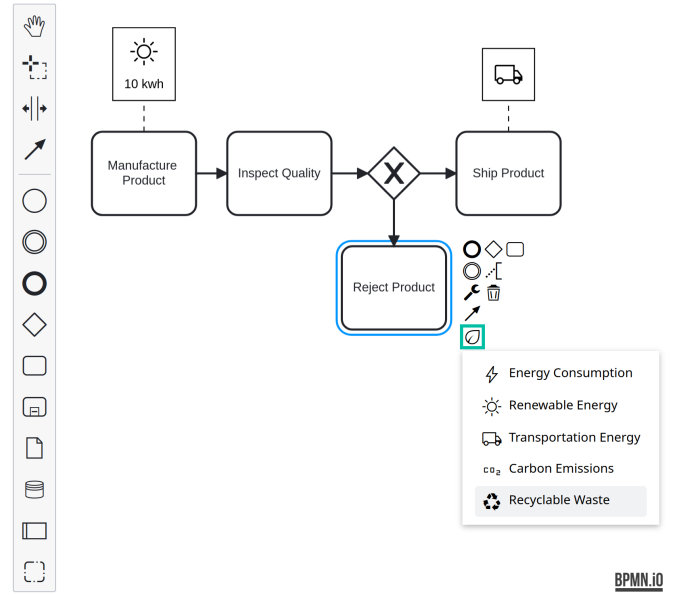 10 kwh
Manufacture
Product
Inspect Quality
X
Ship Product
Reject Product
Energy Consumption
Renewable Energy
Transportation Energy
CO2 Carbon Emissions
Recyclable Waste
BPMN.iO